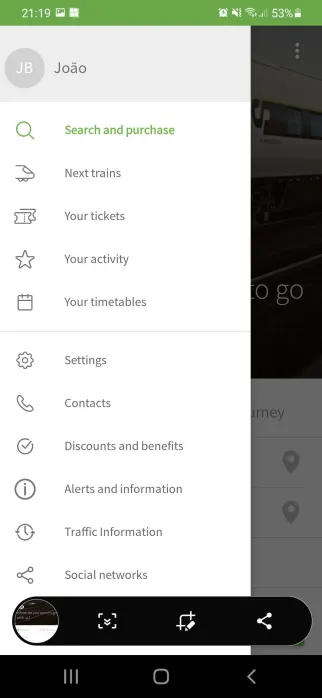 21:19
53%
JB
João
Search and purchase
Next trains
Your tickets
Your activity
Your timetables
to go
Settings
urney
Contacts
Discounts and benefits
Alerts and information
Traffic Information
Social networks